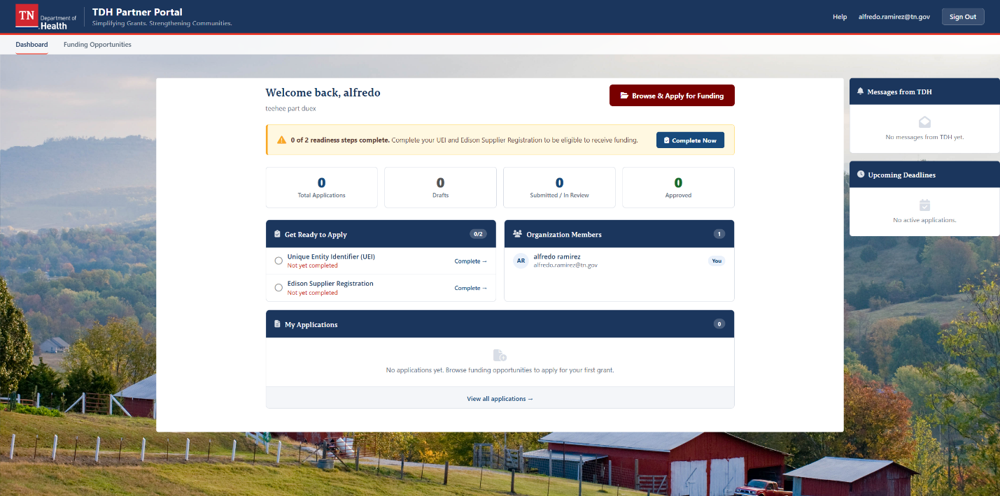 TN
Department of
Health
TDH Partner Portal
Simplifying Grants. Strengthening Communities.
Help
alfredo.ramirez@tn.gov
Sign Out
Dashboard
Funding Opportunities
Welcome back, alfredo
teehee part duex
Browse & Apply for Funding
0 of 2 readiness steps complete. Complete your UEI and Edison Supplier Registration to be eligible to receive funding.
Complete Now
0
Total Applications
0
Drafts
0
Submitted / In Review
0
Approved
Get Ready to Apply
0/2
Unique Entity Identifier (UEI)
Not yet completed
Complete →
Edison Supplier Registration
Not yet completed
Complete →
Organization Members
1
AR
alfredo ramirez
alfredo.ramirez@tn.gov
You
My Applications
0
No applications yet. Browse funding opportunities to apply for your first grant.
View all applications →
Messages from TDH
No messages from TDH yet.
Upcoming Deadlines
No active applications.